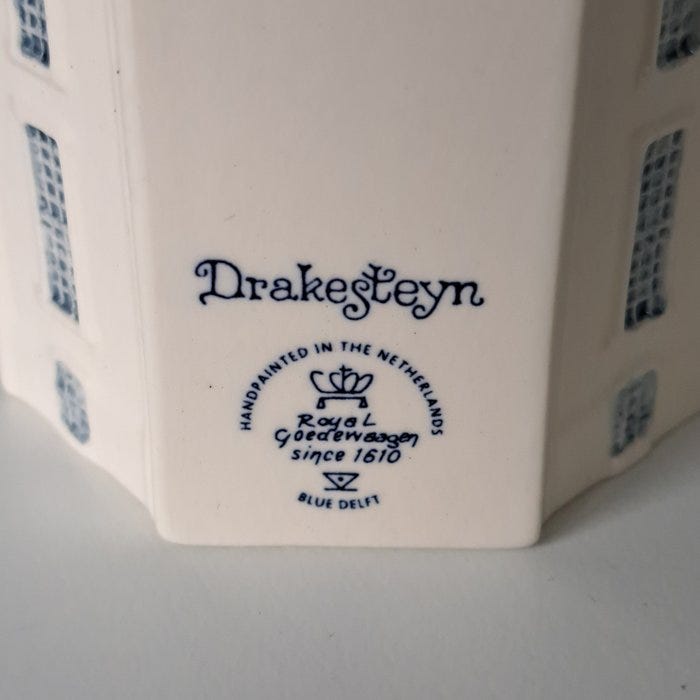 Drakesteyn
HANDPAINTED IN THE NETHERLANDS
Royal
Goedewaagen
since 1610
BLUE DELFT